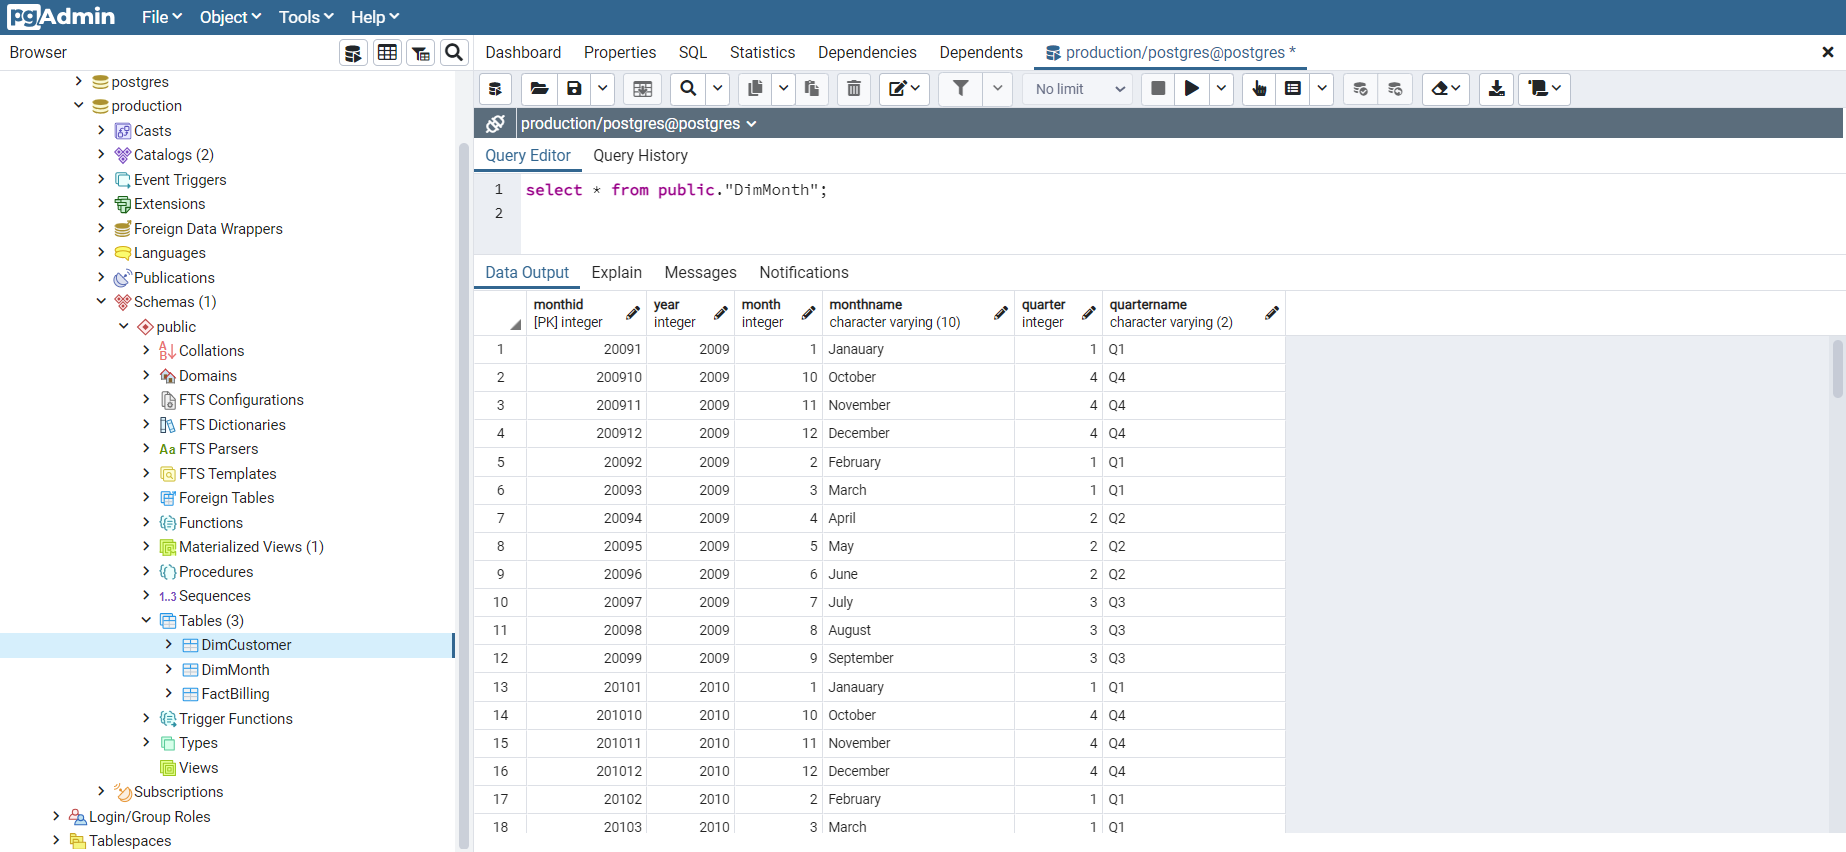 pgAdmin File Object Tools Help
Browser
Dashboard Properties SQL Statistics Dependencies Dependents production/postgres@postgres *
No limit
production/postgres@postgres
Query Editor Query History
1 select * from public."DimMonth";
2
Data Output Explain Messages Notifications
postgres
production
Casts
Catalogs (2)
Event Triggers
Extensions
Foreign Data Wrappers
Languages
Publications
Schemas (1)
public
Collations
Domains
FTS Configurations
FTS Dictionaries
Aa FTS Parsers
FTS Templates
Foreign Tables
Functions
Materialized Views (1)
Procedures
1..3 Sequences
Tables (3)
DimCustomer
DimMonth
FactBilling
Trigger Functions
Types
Views
Subscriptions
Login/Group Roles
Tablespaces
monthid year month monthname quarter quartername
[PK] integer integer integer character varying (10) integer character varying (2)
1 20091 2009 1 Janauary 1 Q1
2 200910 2009 10 October 4 Q4
3 200911 2009 11 November 4 Q4
4 200912 2009 12 December 4 Q4
5 20092 2009 2 February 1 Q1
6 20093 2009 3 March 1 Q1
7 20094 2009 4 April 2 Q2
8 20095 2009 5 May 2 Q2
9 20096 2009 6 June 2 Q2
10 20097 2009 7 July 3 Q3
11 20098 2009 8 August 3 Q3
12 20099 2009 9 September 3 Q3
13 20101 2010 1 Janauary 1 Q1
14 201010 2010 10 October 4 Q4
15 201011 2010 11 November 4 Q4
16 201012 2010 12 December 4 Q4
17 20102 2010 2 February 1 Q1
18 20103 2010 3 March 1 Q1